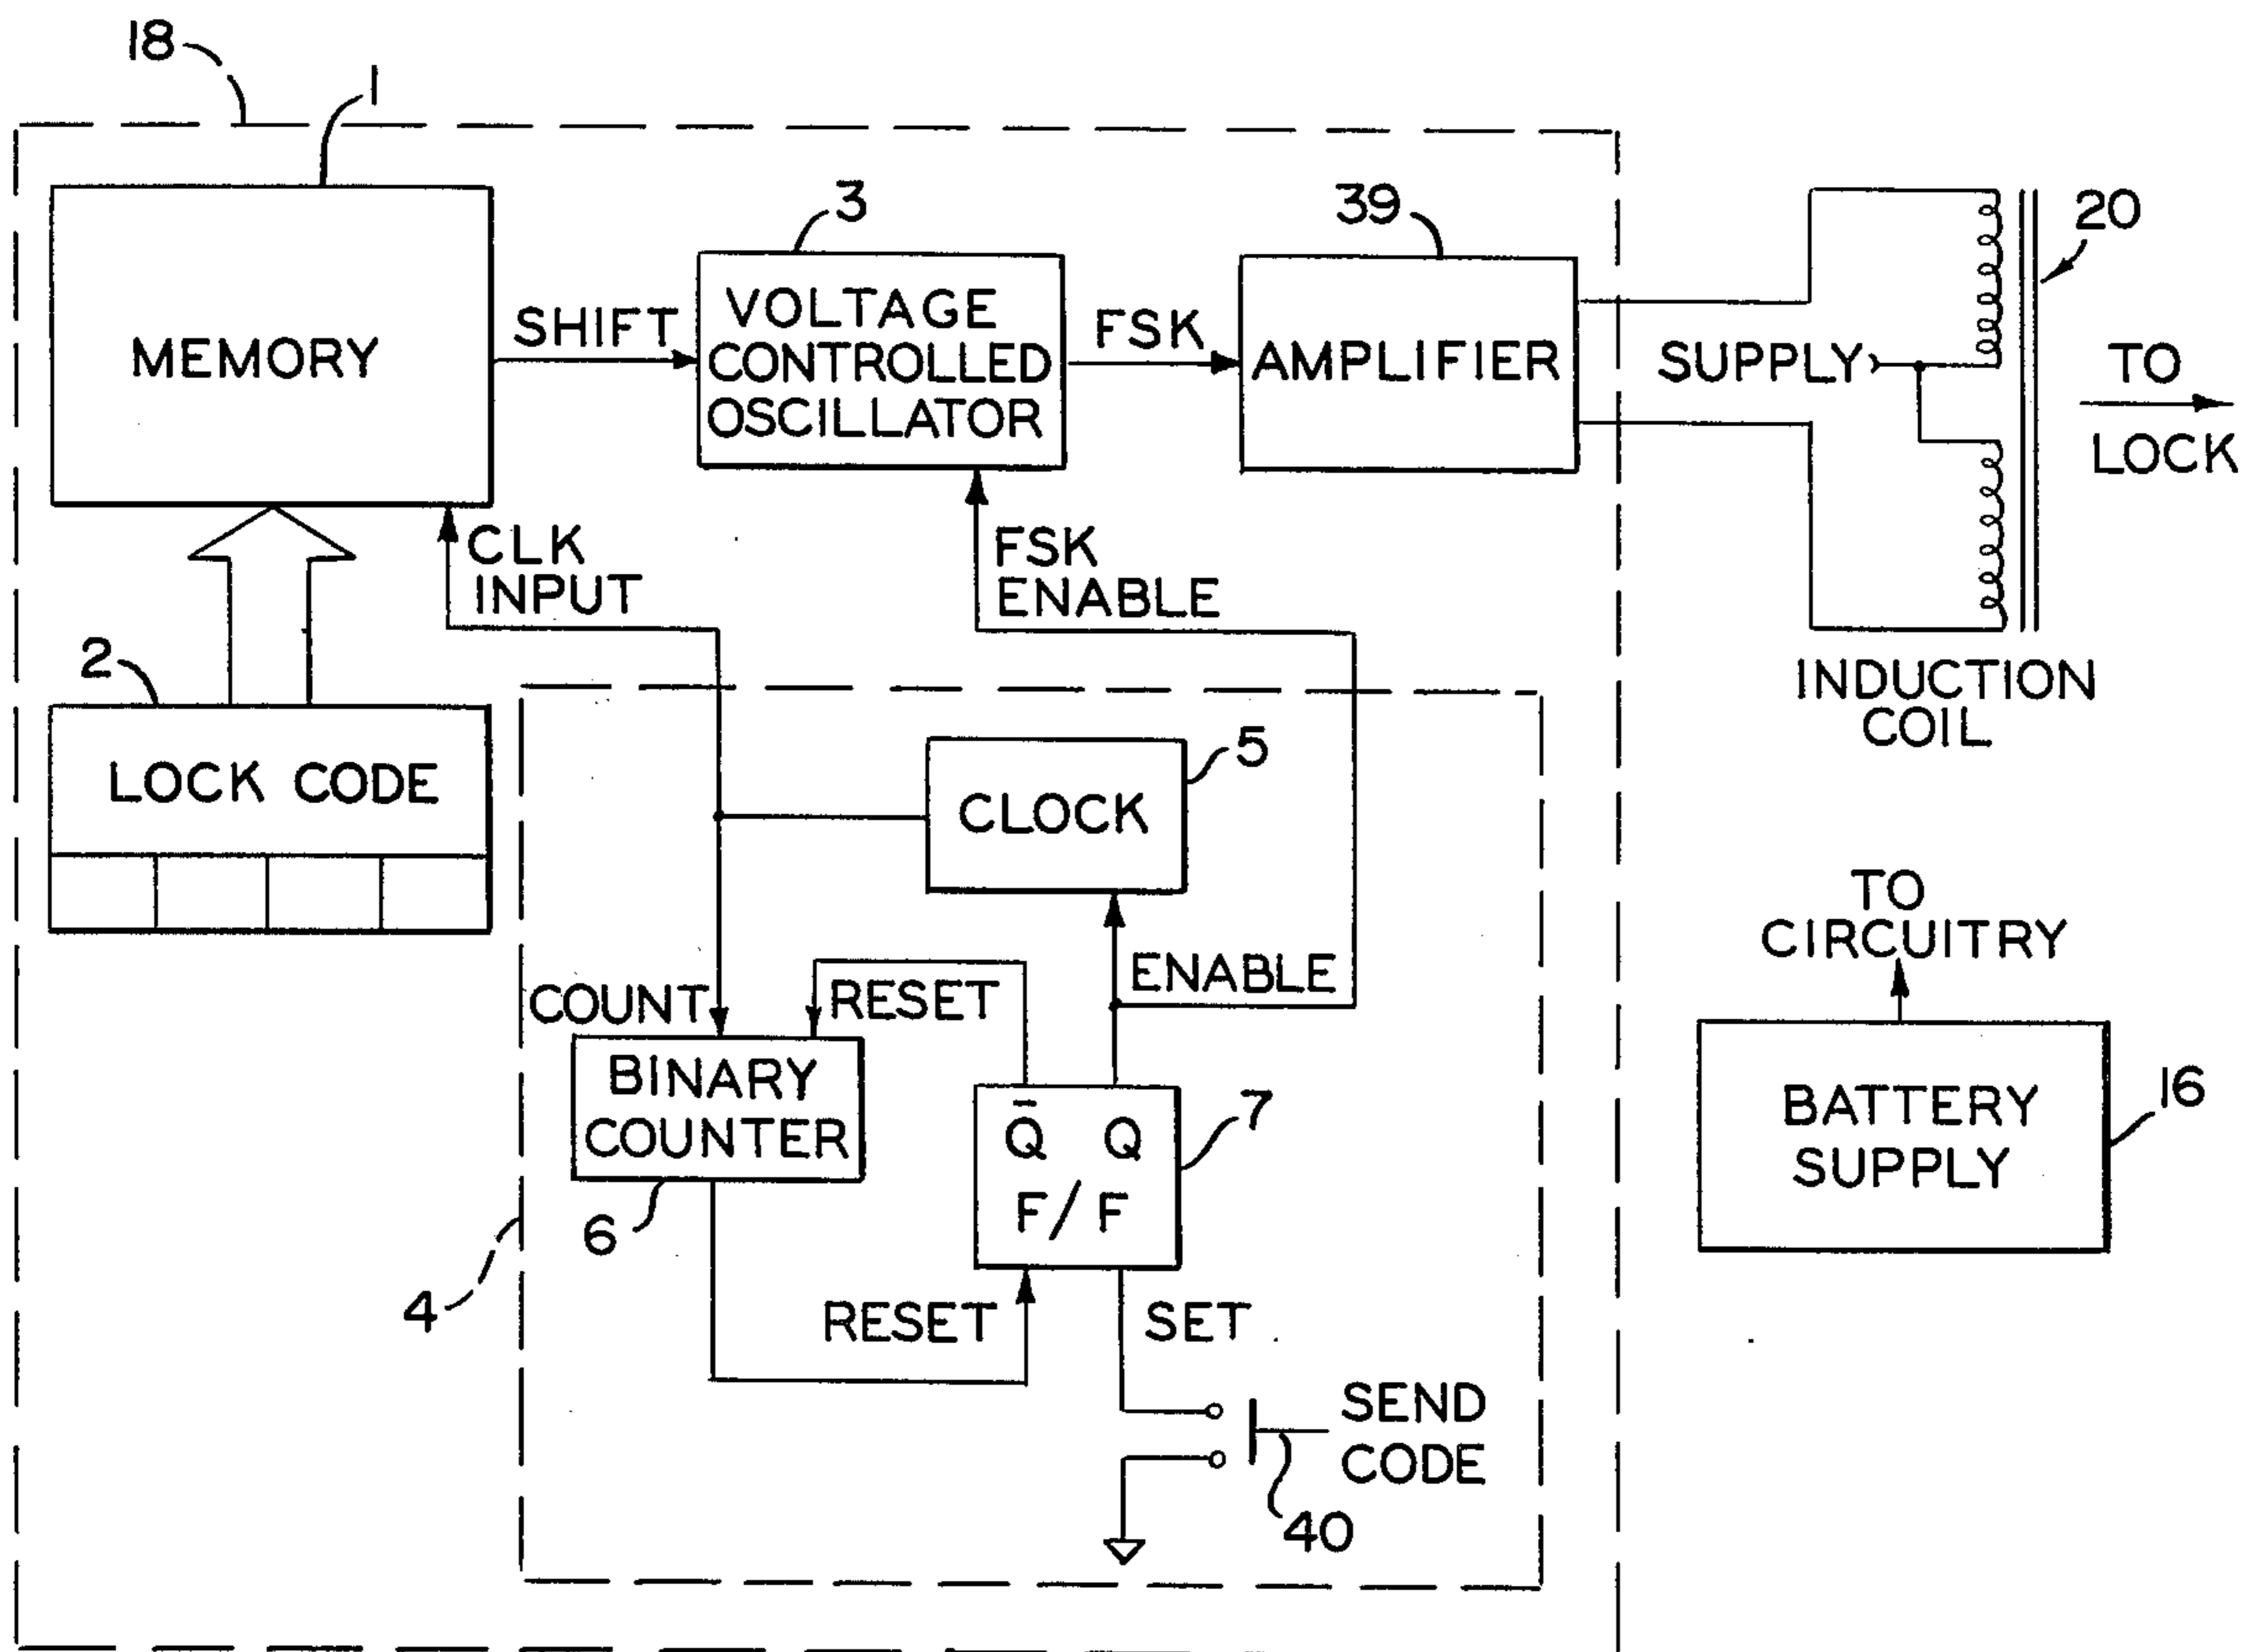 18
1
3
39
20
MEMORY
SHIFT
VOLTAGE
CONTROLLED
OSCILLATOR
FSK
AMPLIFIER
SUPPLY
TO
LOCK
CLK
INPUT
FSK
ENABLE
INDUCTION
COIL
2
LOCK CODE
5
CLOCK
TO
CIRCUITRY
ENABLE
COUNT
RESET
BINARY
COUNTER
6
Q̄ Q
F/F
7
BATTERY
SUPPLY
16
4
RESET
SET
SEND
CODE
40